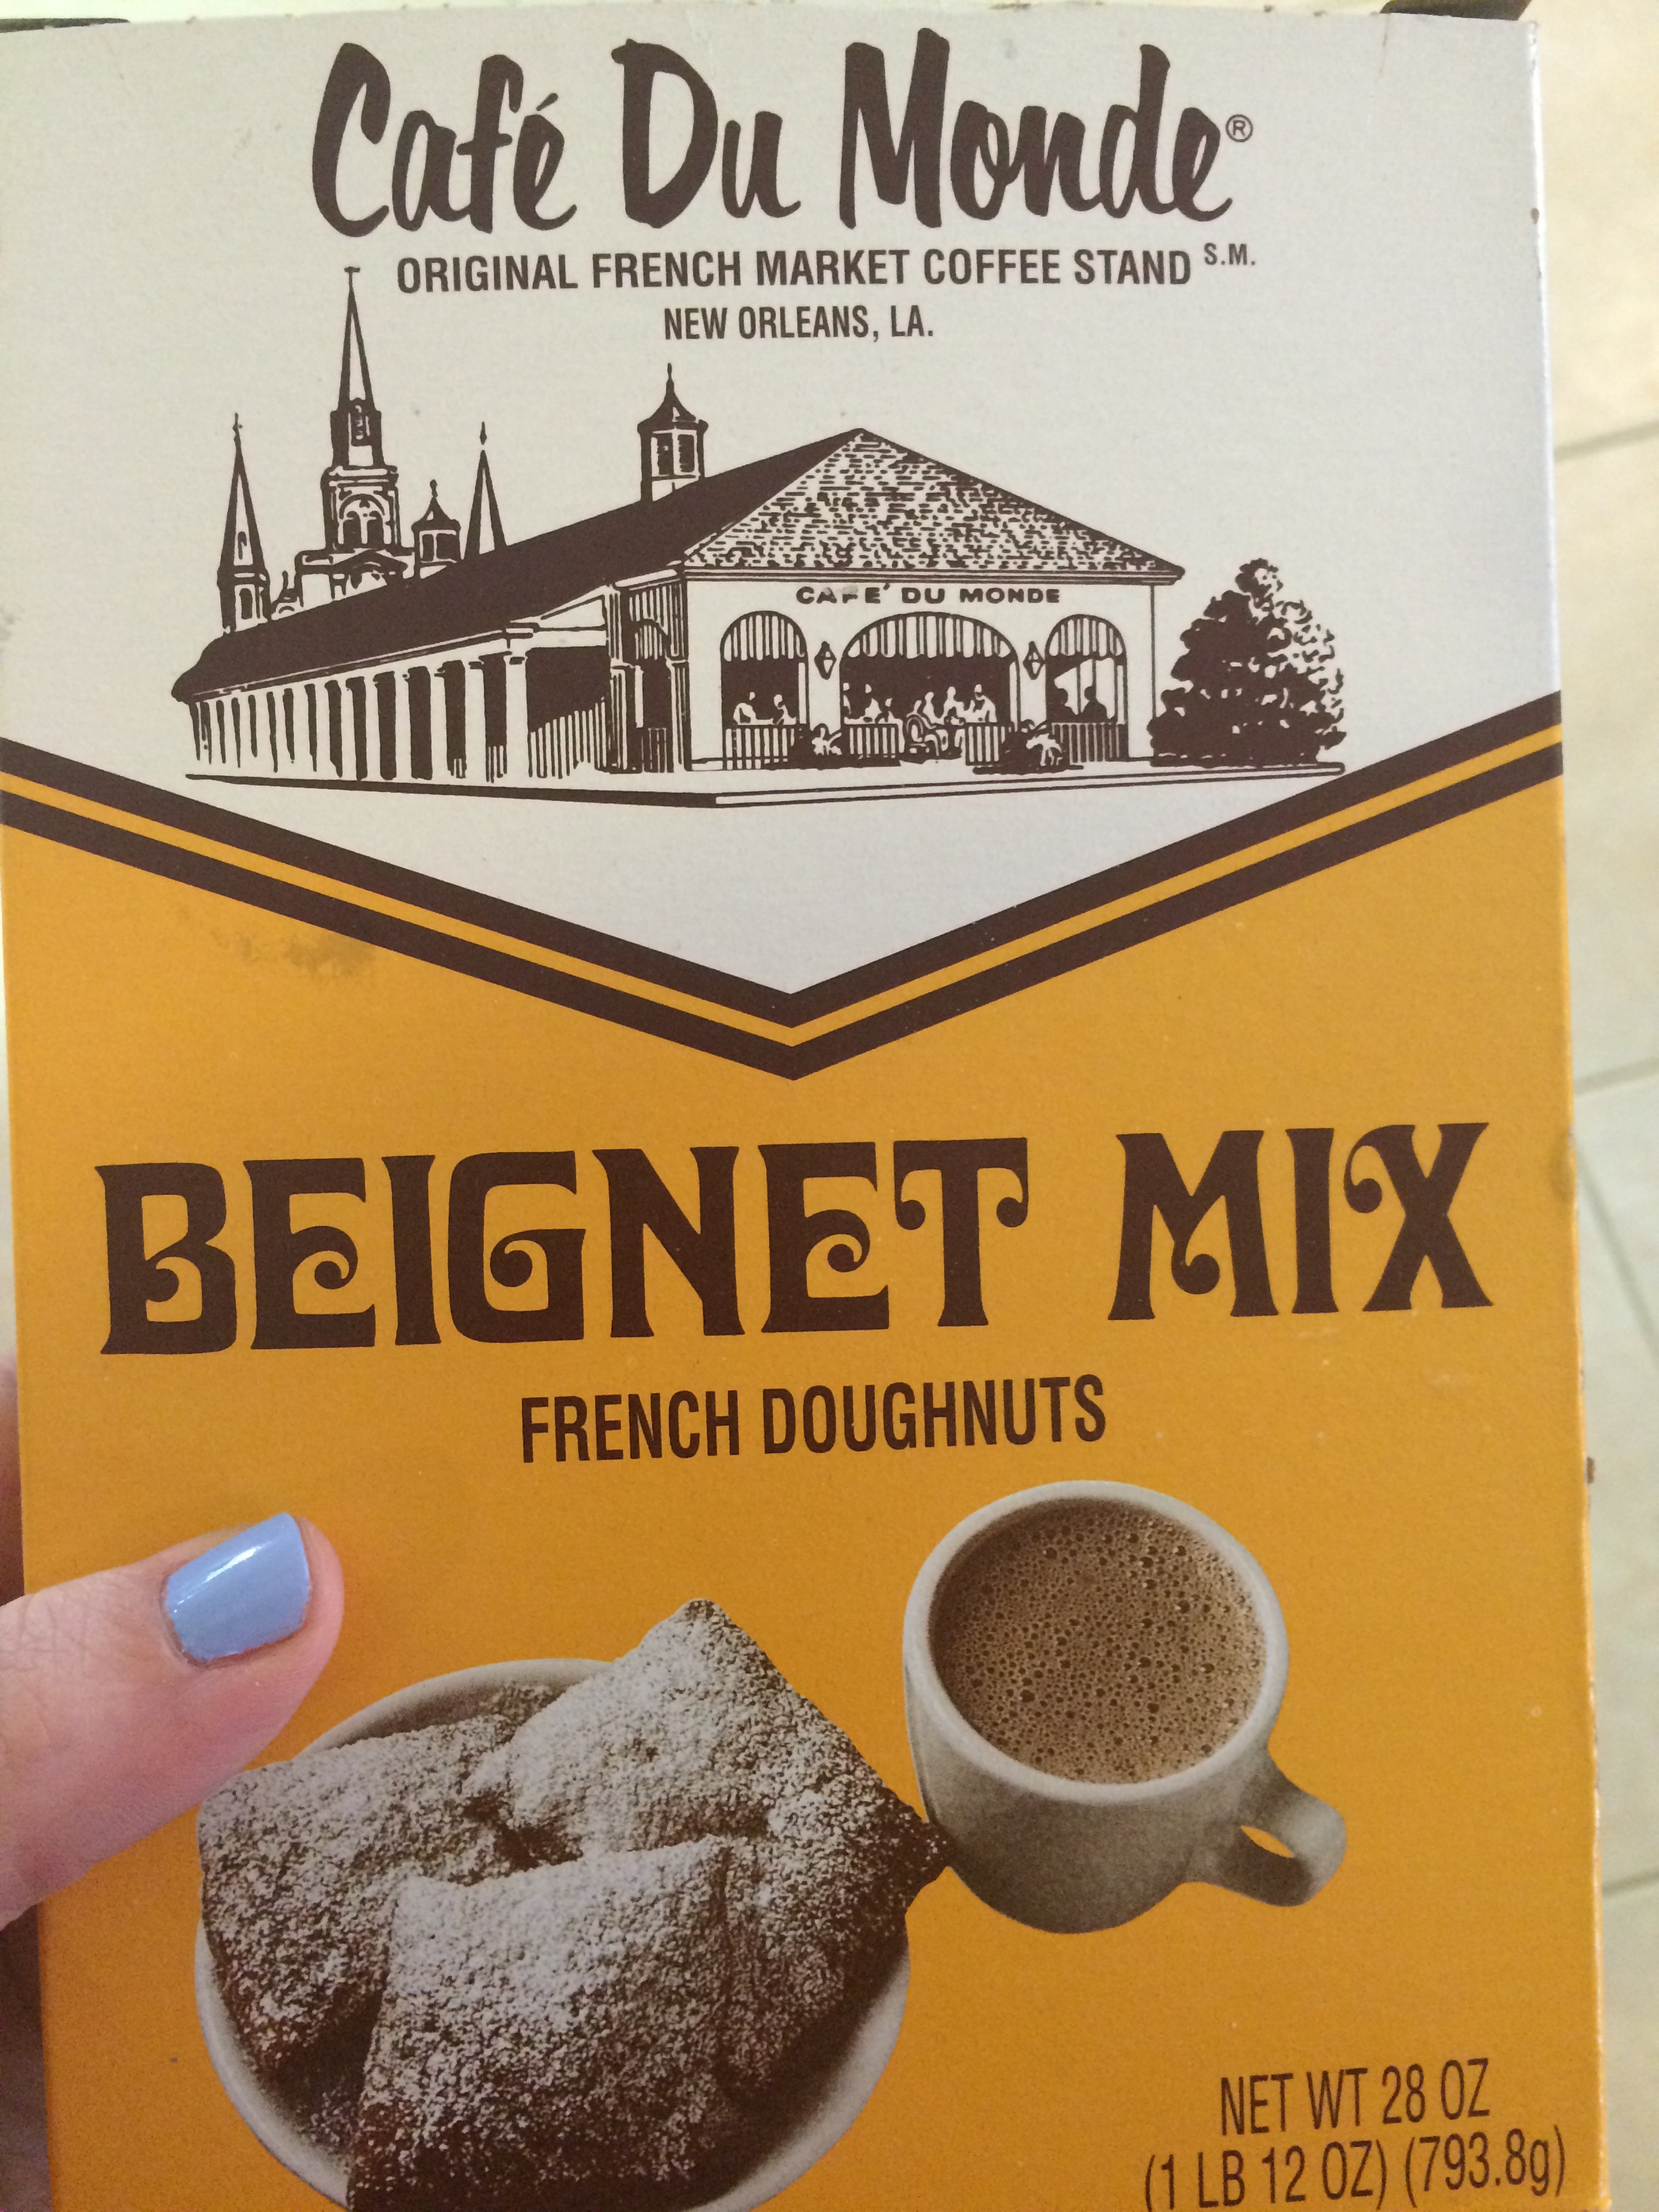 Café Du Monde®
ORIGINAL FRENCH MARKET COFFEE STAND S.M.
NEW ORLEANS, LA.
CAFE' DU MONDE
BEIGNET MIX
FRENCH DOUGHNUTS
NET WT 28 OZ
(1 LB 12 OZ) (793.8g)